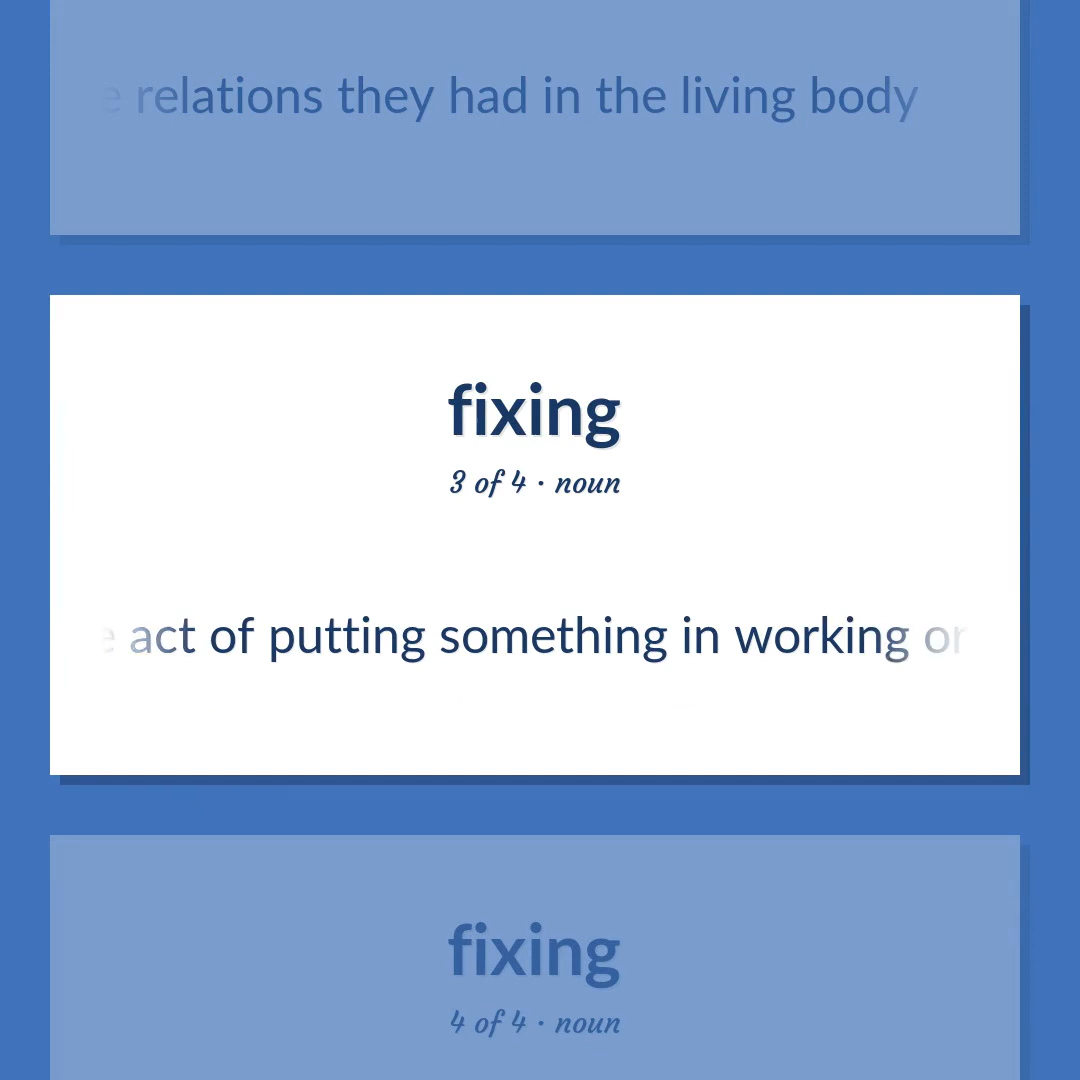 relations they had in the living body
fixing
3 of 4 · noun
act of putting something in working
fixing
4 of 4 · noun